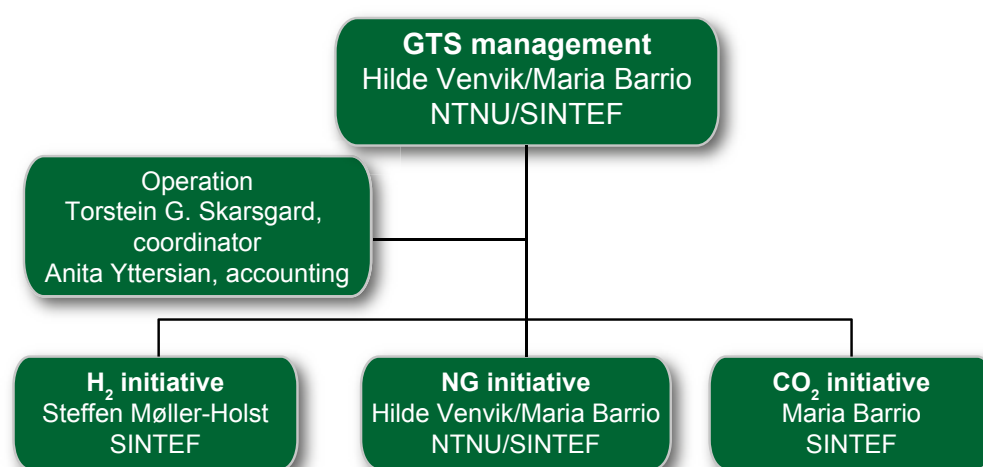 GTS management
Hilde Venvik/Maria Barrio
NTNU/SINTEF
Operation
Torstein G. Skarsgard,
coordinator
Anita Yttersian, accounting
H₂ initiative
Steffen Møller-Holst
SINTEF
NG initiative
Hilde Venvik/Maria Barrio
NTNU/SINTEF
CO₂ initiative
Maria Barrio
SINTEF